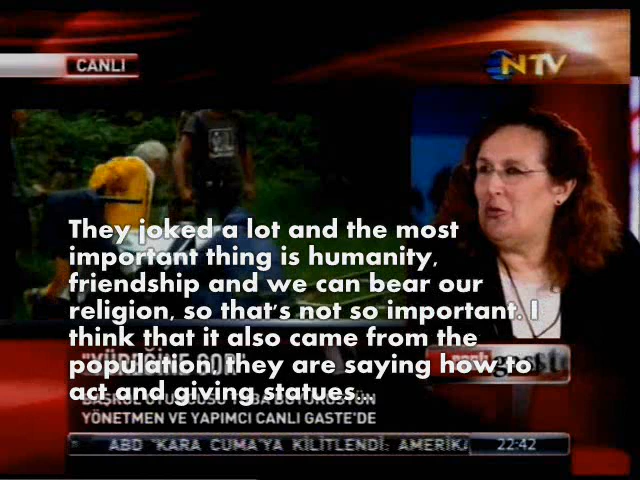 CANLI
NTV
They joked a lot and the most
important thing is humanity,
friendship and we can bear our
religion, so that's not so important. I
think that it also came from the
population, they are saying how to
act and giving statues...
"YÜREĞİNE SOR"
YÖNETMEN VE YAPIMCI CANLI GASTE'DE
ABD "KARA CUMA'YA KİLİTLENDİ: AMERİKA
22:42